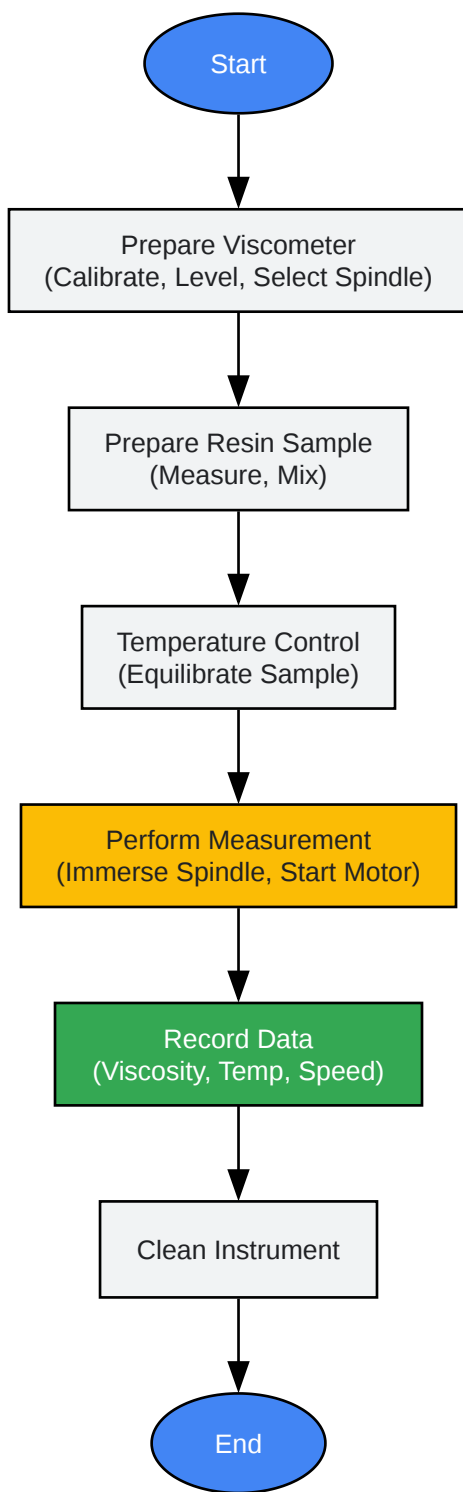 Start
Prepare Viscometer
(Calibrate, Level, Select Spindle)
Prepare Resin Sample
(Measure, Mix)
Temperature Control
(Equilibrate Sample)
Perform Measurement
(Immerse Spindle, Start Motor)
Record Data
(Viscosity, Temp, Speed)
Clean Instrument
End